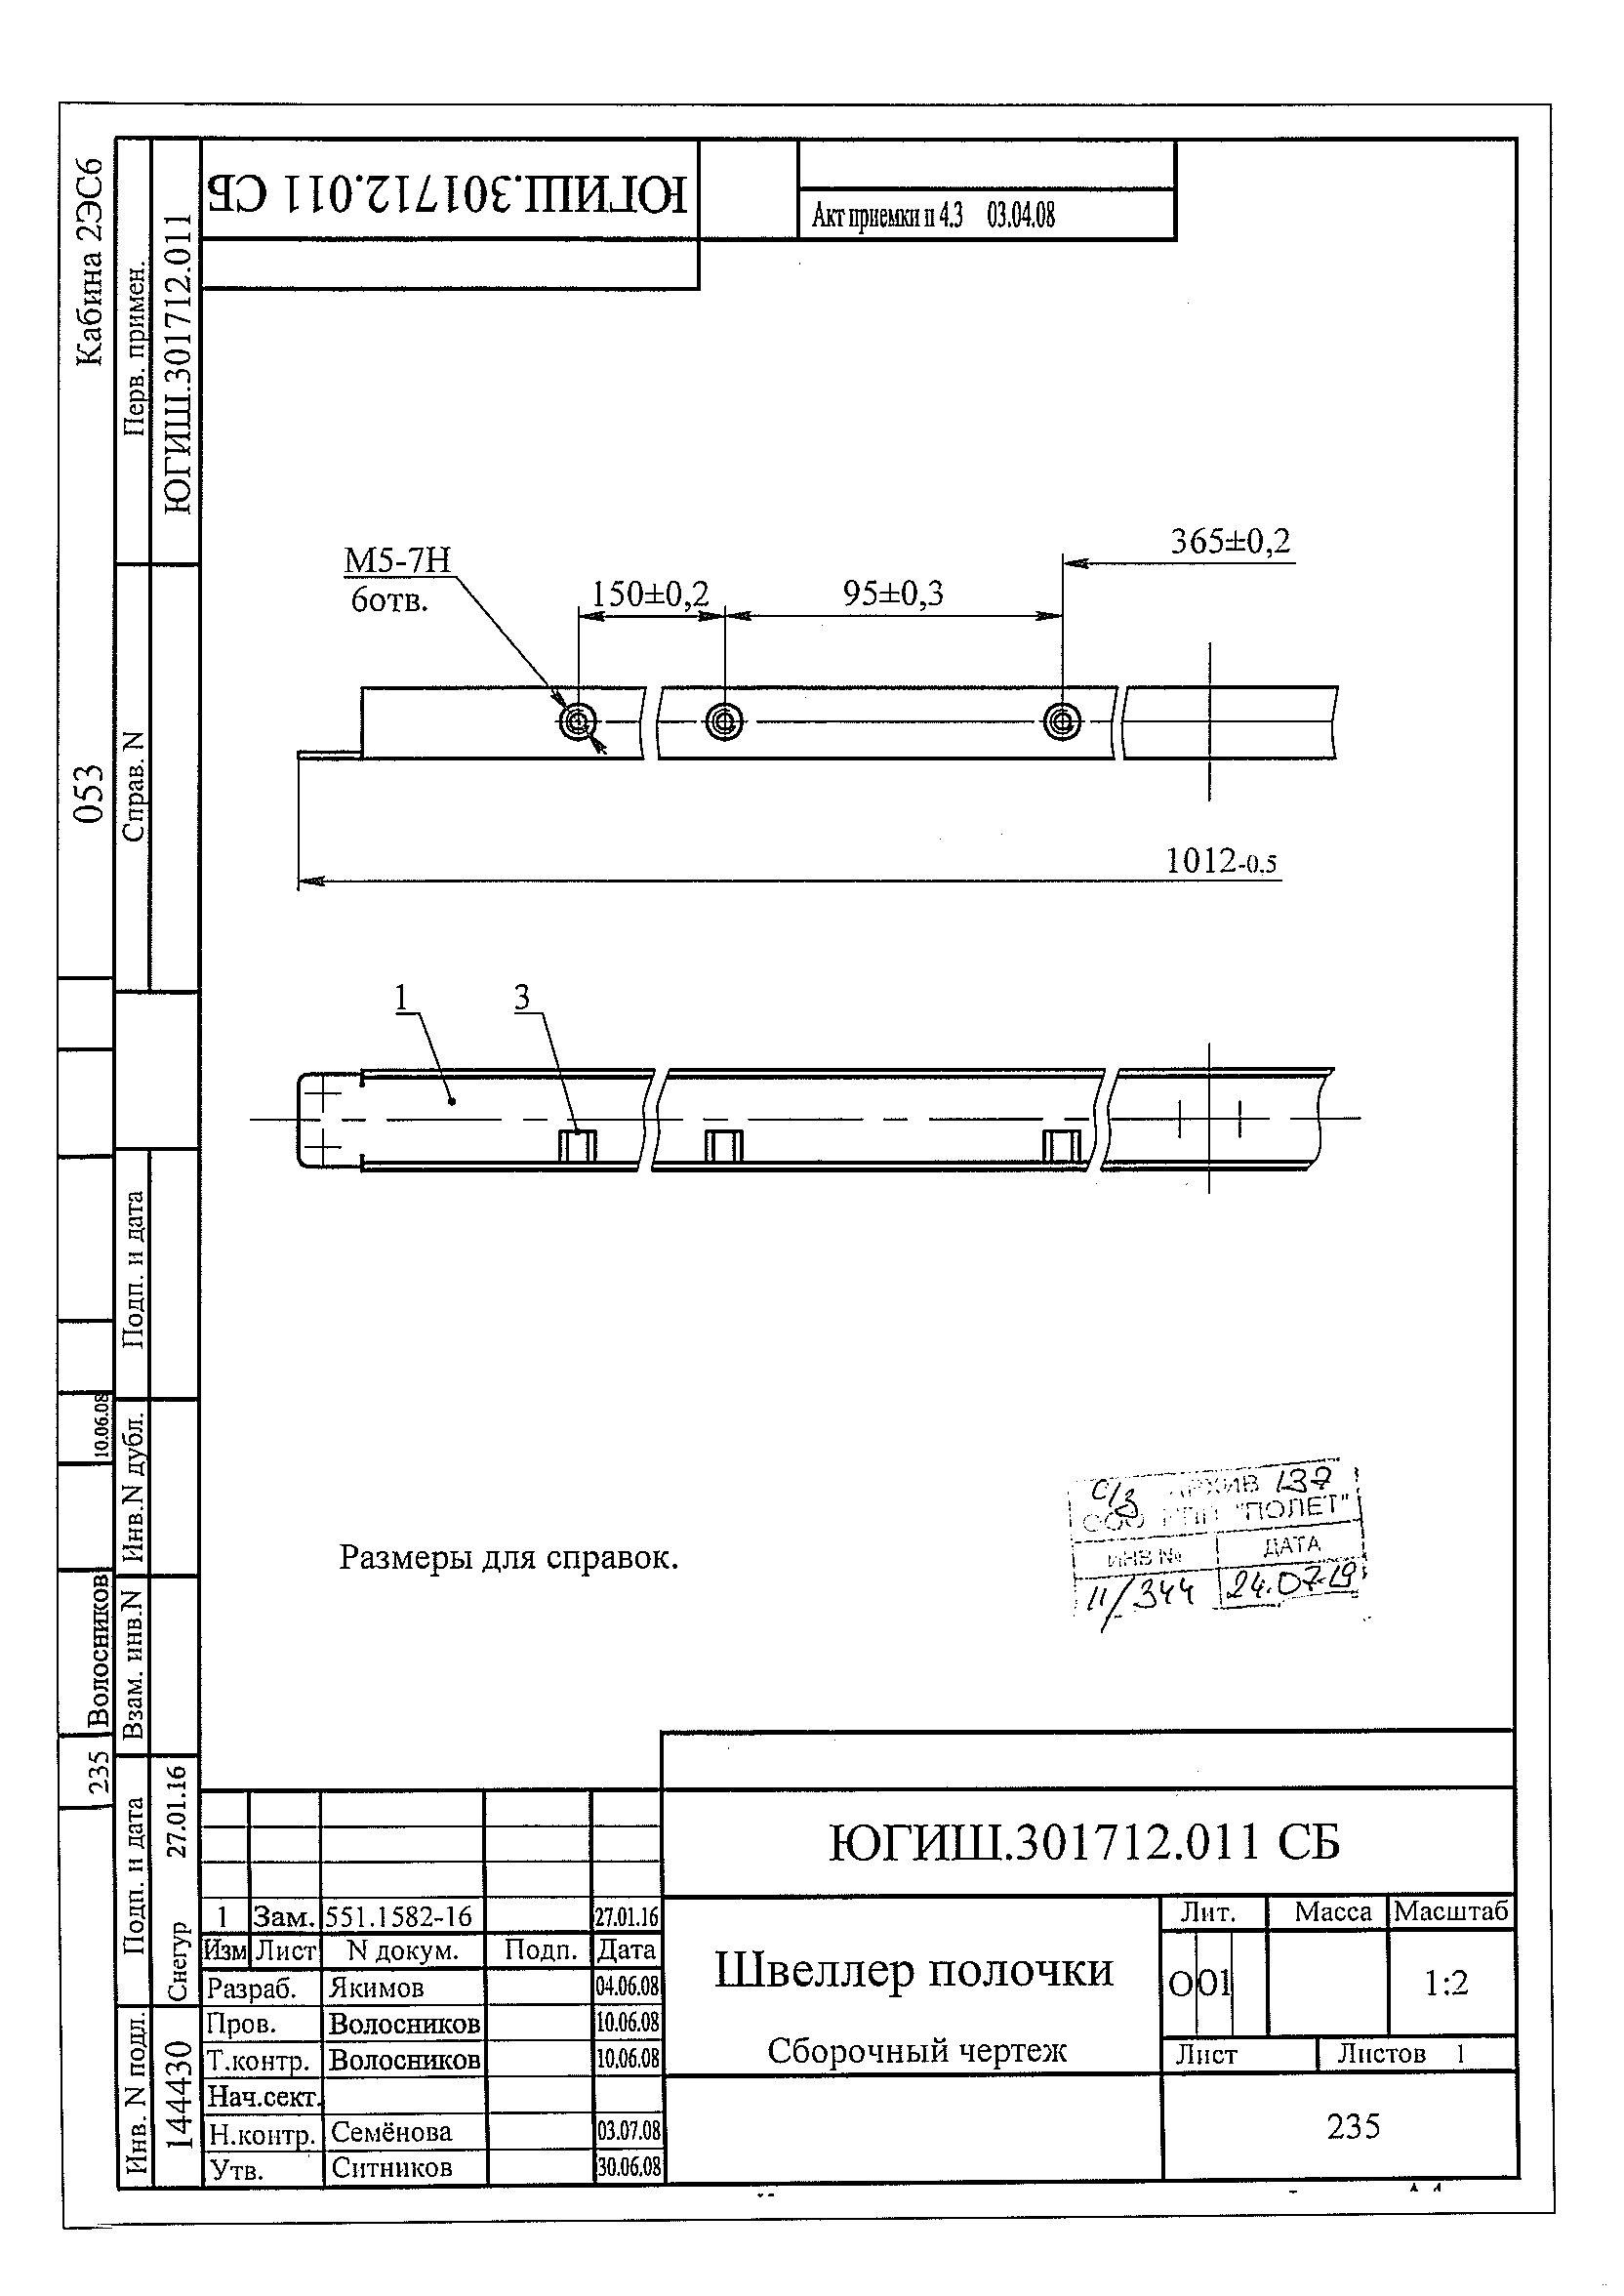 ЮГИШ.301712.011 СБ
Акт приемки п 4.3 03.04.08
Кабина 2ЭС6
Перв. примен.
ЮГИШ.301712.011
053
Справ. N
М5-7Н
6отв.
150±0,2
95±0,3
365±0,2
1012-0,5
1
3
Подп. и дата
10.06.08
Инв.N дубл.
Волосников
Взам. инв.N
235
Подп. и дата
Снегур 27.01.16
Инв. N подл.
144430
Размеры для справок.
с/з АРХИВ 137
ООО "ПОЛЕТ"
ИНВ № ДАТА
11/344 24.07.19
ЮГИШ.301712.011 СБ
1 Зам. 551.1582-16 27.01.16
Изм Лист N докум. Подп. Дата
Разраб. Якимов 04.06.08
Пров. Волосников 10.06.08
Т.контр. Волосников 10.06.08
Нач.сект.
Н.контр. Семёнова 03.07.08
Утв. Ситников 30.06.08
Швеллер полочки
Сборочный чертеж
Лит. Масса Масштаб
О О1 1:2
Лист Листов 1
235